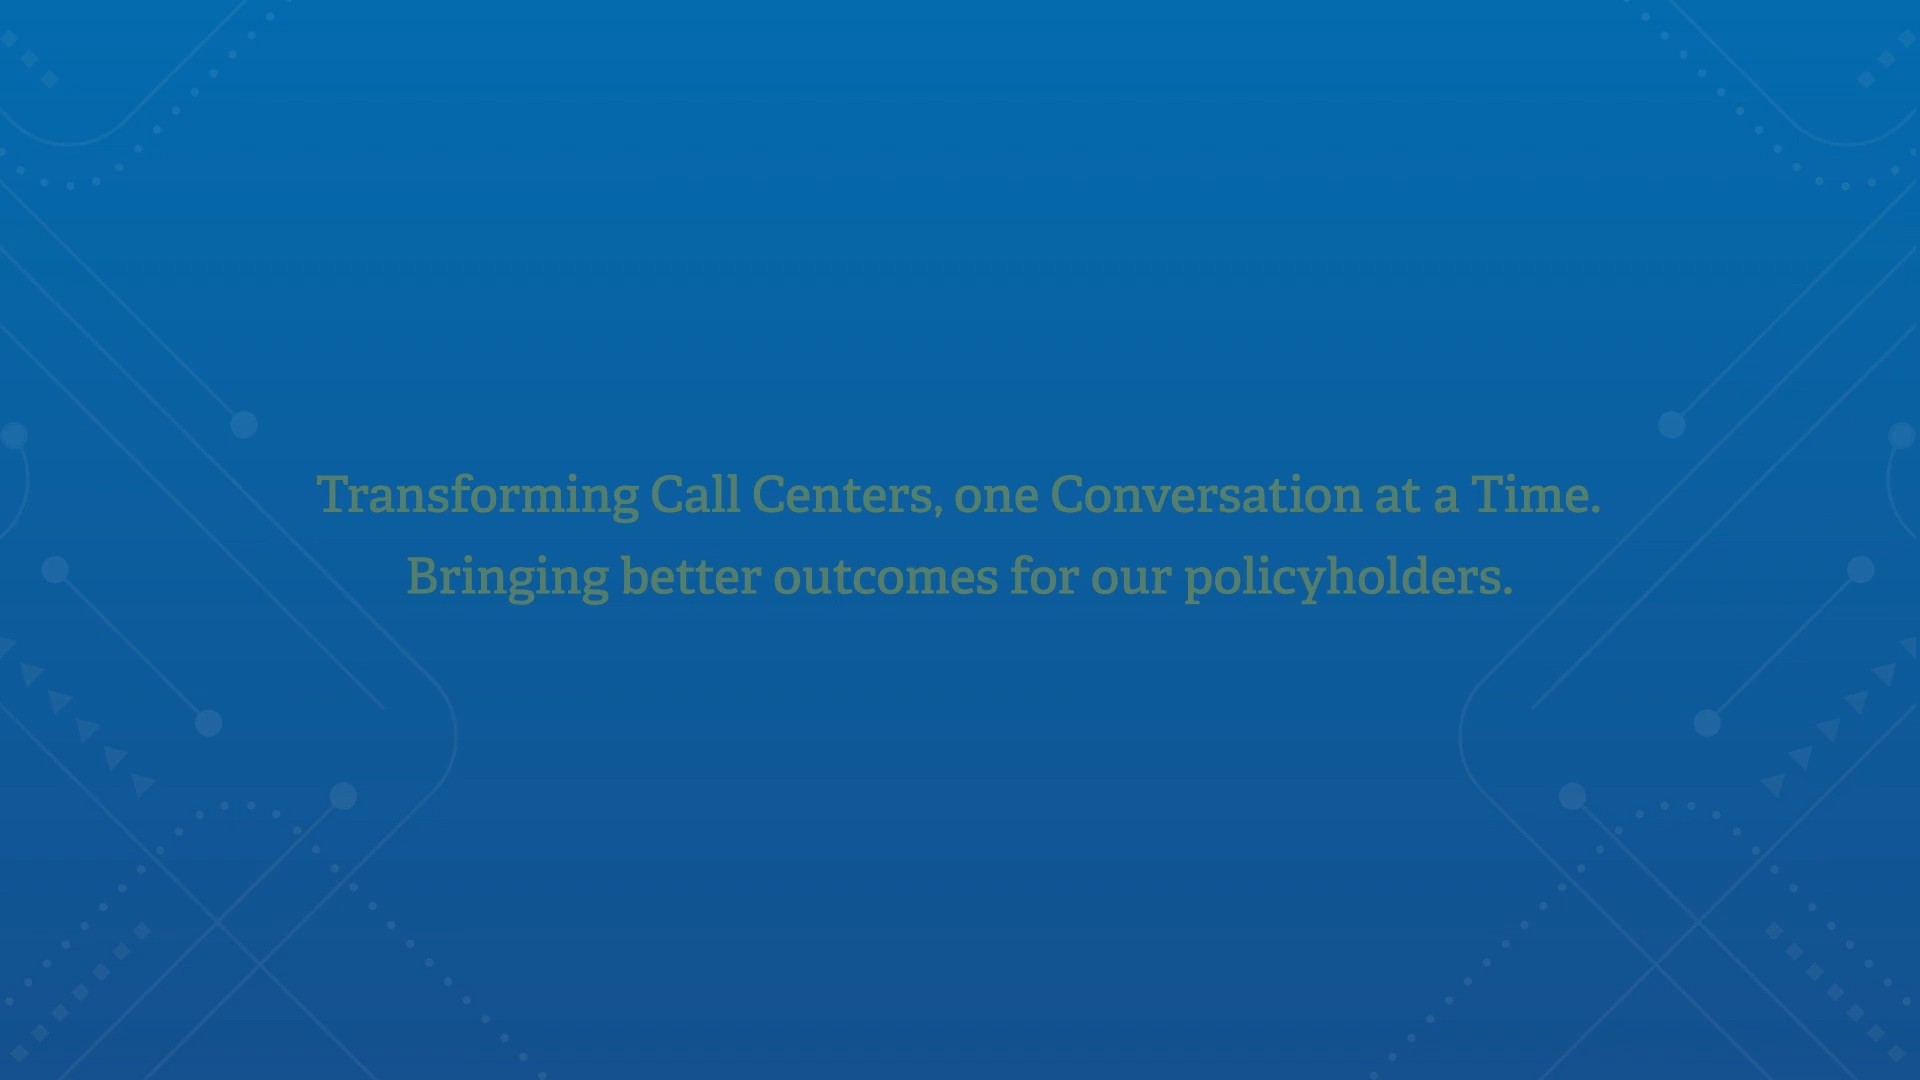 Transforming Call Centers, one Conversation at a Time.
Bringing better outcomes for our policyholders.